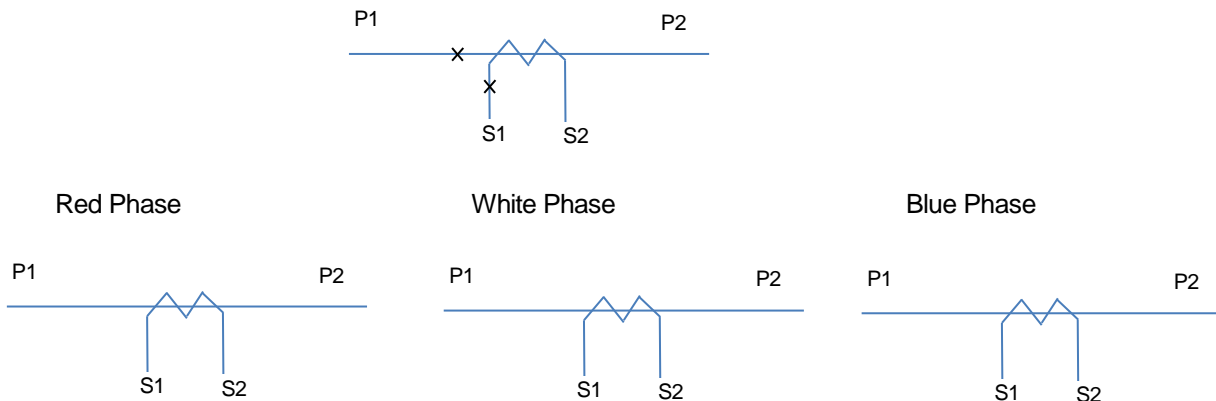 P1 P2
S1 S2
Red Phase White Phase Blue Phase
P1 P2 P1 P2 P1 P2
S1 S2 S1 S2 S1 S2